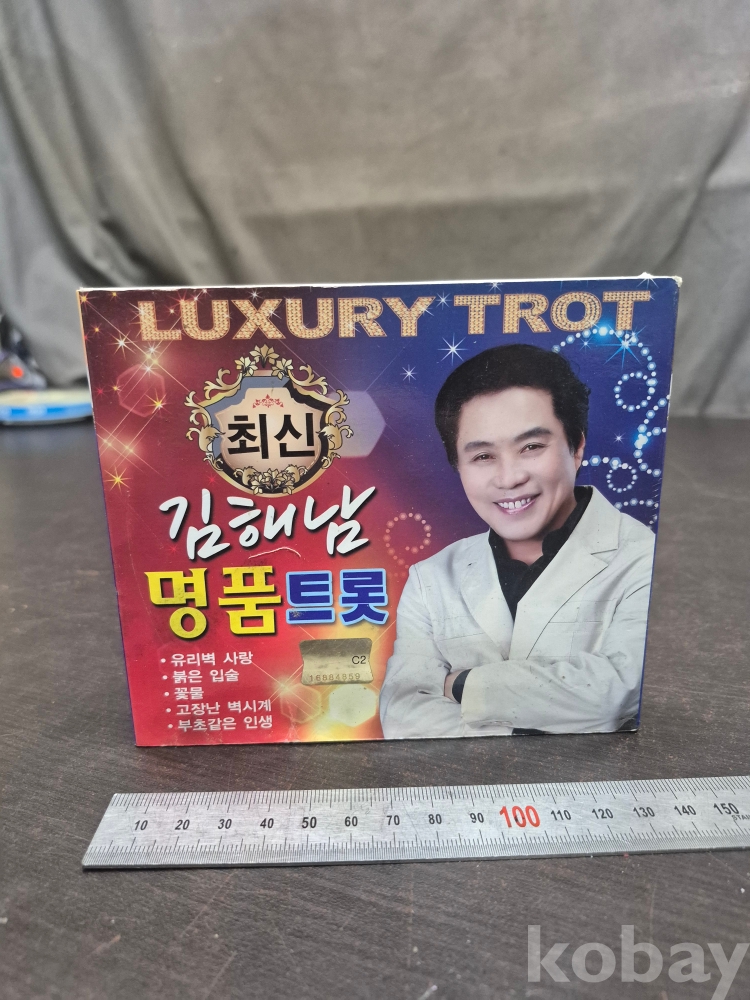 LUXURY TROT
최신
김해남
명품트롯
• 유리벽 사랑
• 붉은 입술
• 꽃물
• 고장난 벽시계
• 부초같은 인생
C2
16884959
10 20 30 40 50 60 70 80 90 100 110 120 130 140 150
kobay